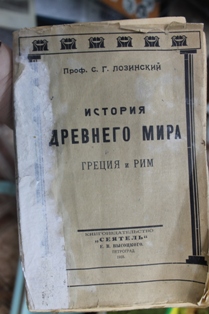 Проф. С. Г. ЛОЗИНСКИЙ
ИСТОРИЯ
ДРЕВНЕГО МИРА
ГРЕЦИЯ и РИМ
КНИГОИЗДАТЕЛЬСТВО
„СЕЯТЕЛЬ“
Е. В. ВЫСОЦКОГО
ПЕТРОГРАД